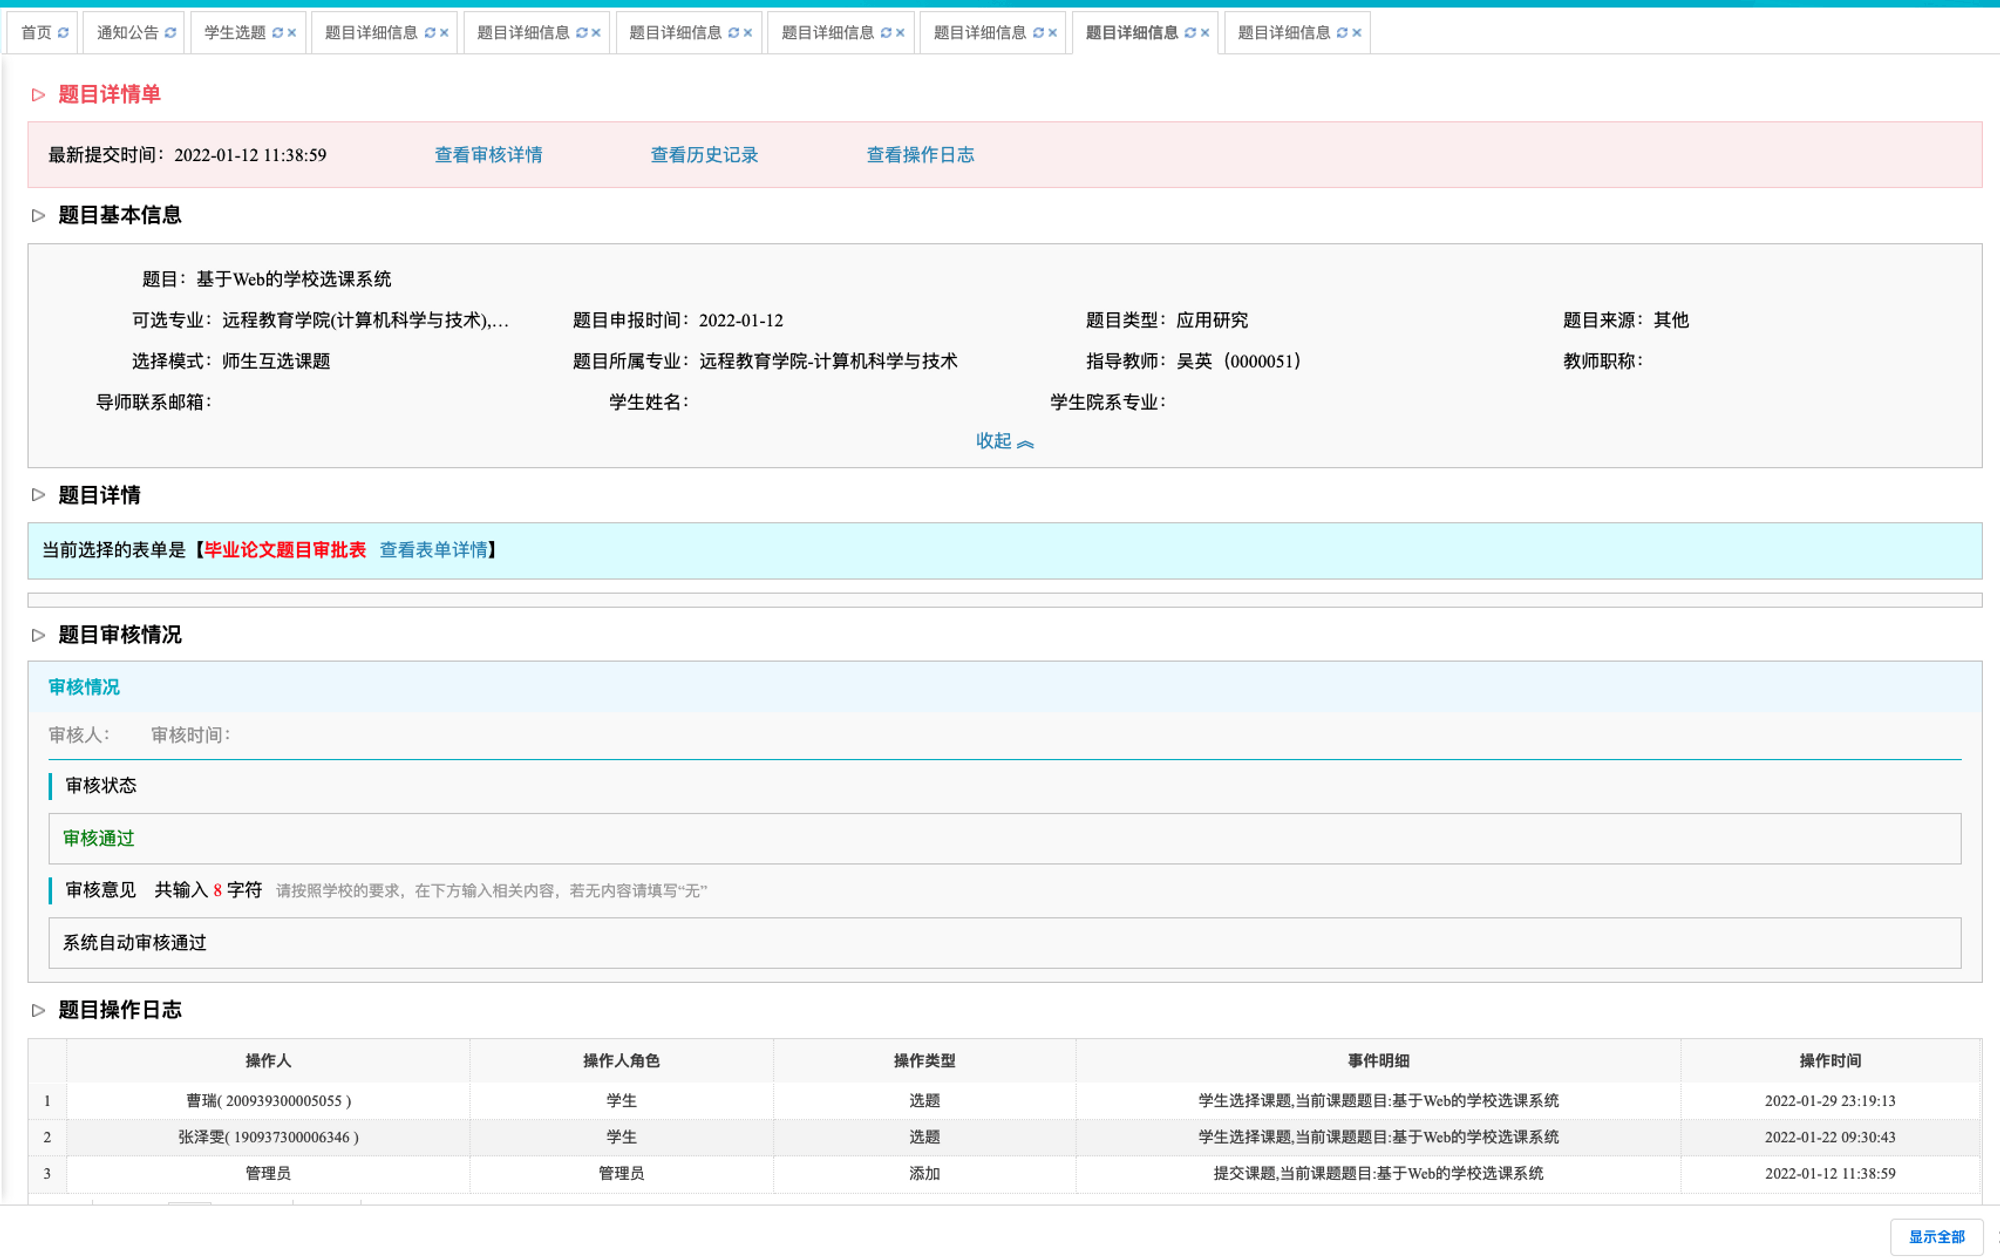 首页 通知公告 学生选题 题目详细信息 题目详细信息 题目详细信息 题目详细信息 题目详细信息 题目详细信息 题目详细信息
题目详情单
最新提交时间：2022-01-12 11:38:59 查看审核详情 查看历史记录 查看操作日志
题目基本信息
题目：基于Web的学校选课系统
可选专业：远程教育学院(计算机科学与技术),... 题目申报时间：2022-01-12 题目类型：应用研究 题目来源：其他
选择模式：师生互选课题 题目所属专业：远程教育学院-计算机科学与技术 指导教师：吴英（0000051） 教师职称：
导师联系邮箱： 学生姓名： 学生院系专业：
收起
题目详情
当前选择的表单是【毕业论文题目审批表 查看表单详情】
题目审核情况
审核情况
审核人： 审核时间：
审核状态
审核通过
审核意见 共输入 8 字符 请按照学校的要求，在下方输入相关内容，若无内容请填写“无”
系统自动审核通过
题目操作日志
操作人 操作人角色 操作类型 事件明细 操作时间
1 曹瑞( 200939300005055 ) 学生 选题 学生选择课题,当前课题题目:基于Web的学校选课系统 2022-01-29 23:19:13
2 张泽雯( 190937300006346 ) 学生 选题 学生选择课题,当前课题题目:基于Web的学校选课系统 2022-01-22 09:30:43
3 管理员 管理员 添加 提交课题,当前课题题目:基于Web的学校选课系统 2022-01-12 11:38:59
显示全部